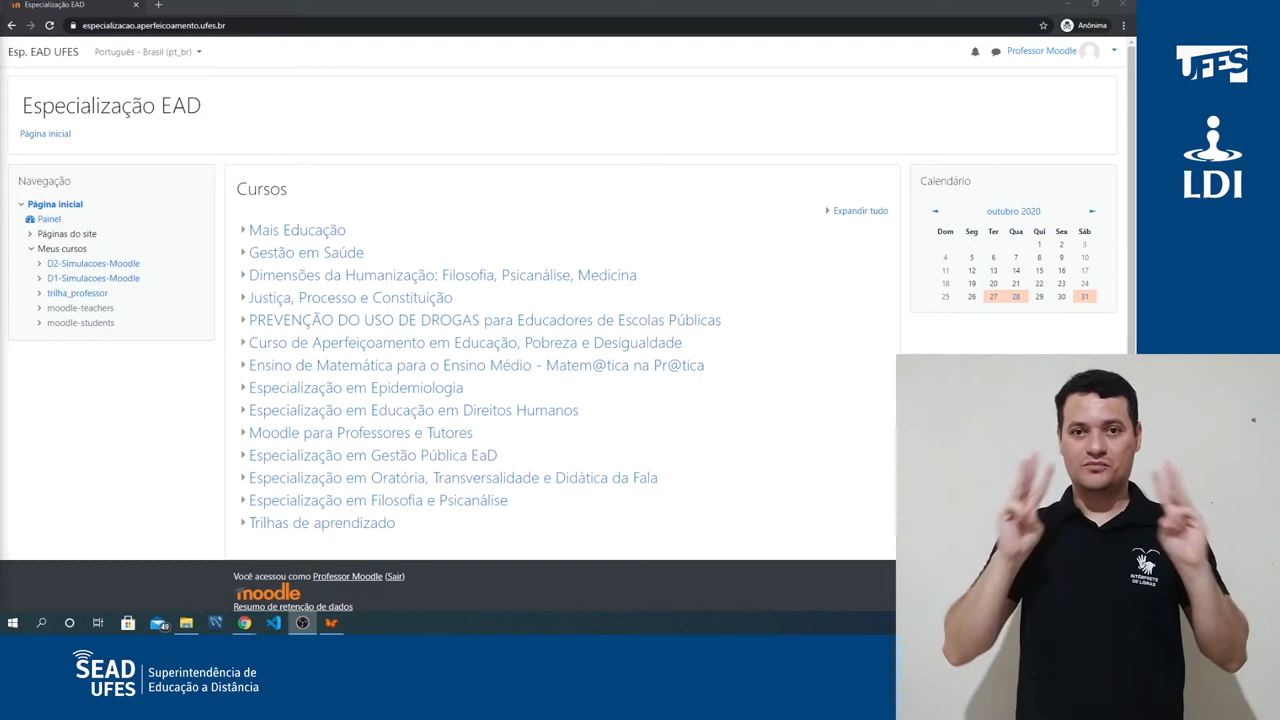 Especialização EAD
especializacao.aperfeicoamento.ufes.br
Anônima
Esp. EAD UFES
Português - Brasil (pt_br)
Professor Moodle
Especialização EAD
Página inicial
Navegação
Página inicial
Painel
Páginas do site
Meus cursos
D2-Simulacoes-Moodle
D1-Simulacoes-Moodle
trilha_professor
moodle-teachers
moodle-students
Cursos
Expandir tudo
Mais Educação
Gestão em Saúde
Dimensões da Humanização: Filosofia, Psicanálise, Medicina
Justiça, Processo e Constituição
PREVENÇÃO DO USO DE DROGAS para Educadores de Escolas Públicas
Curso de Aperfeiçoamento em Educação, Pobreza e Desigualdade
Ensino de Matemática para o Ensino Médio - Matem@tica na Pr@tica
Especialização em Epidemiologia
Especialização em Educação em Direitos Humanos
Moodle para Professores e Tutores
Especialização em Gestão Pública EaD
Especialização em Oratória, Transversalidade e Didática da Fala
Especialização em Filosofia e Psicanálise
Trilhas de aprendizado
Calendário
outubro 2020
Dom Seg Ter Qua Qui Sex Sáb
1 2 3
4 5 6 7 8 9 10
11 12 13 14 15 16 17
18 19 20 21 22 23 24
25 26 27 28 29 30 31
Você acessou como Professor Moodle (Sair)
moodle
Resumo de retenção de dados
49
UFES
LDI
INTÉRPRETE
DE LIBRAS
SEAD
UFES
Superintendência de
Educação a Distância